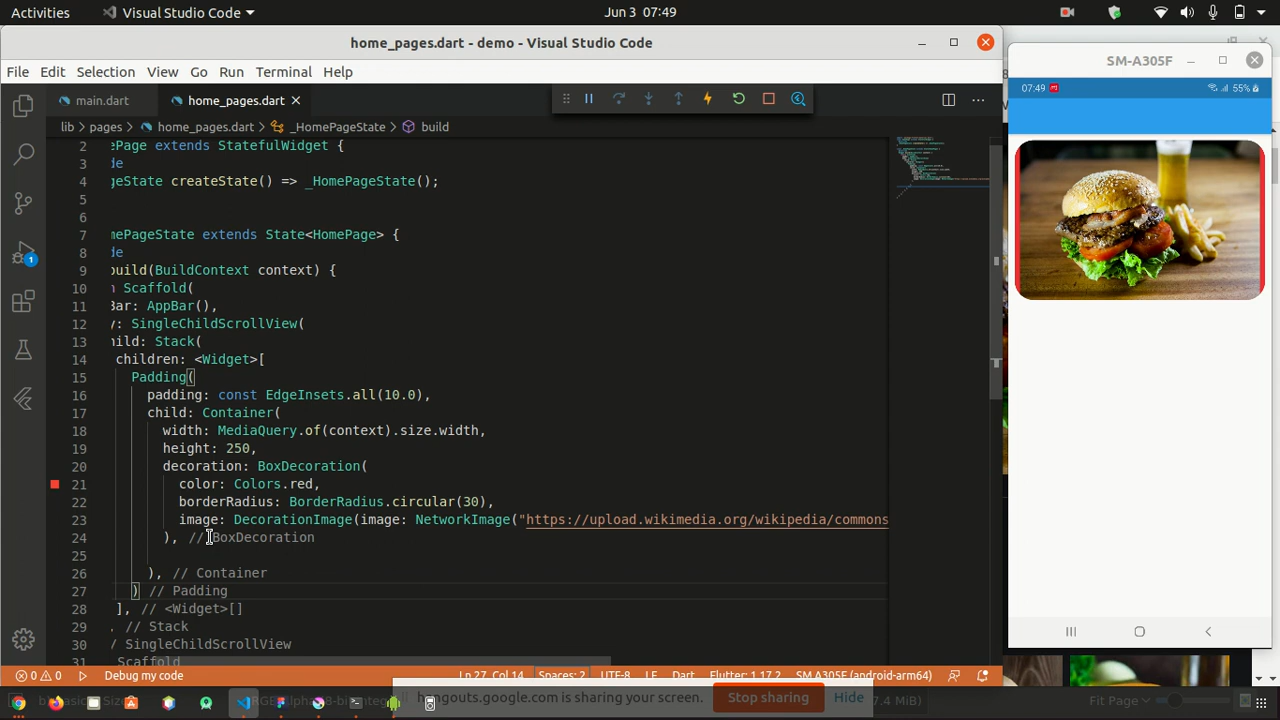 Activities
Visual Studio Code
Jun 3 07:49
home_pages.dart - demo - Visual Studio Code
File Edit Selection View Go Run Terminal Help
main.dart
home_pages.dart
lib > pages > home_pages.dart > _HomePageState > build
2 ePage extends StatefulWidget {
3 de
4 geState createState() => _HomePageState();
5
6
7 mePageState extends State<HomePage> {
8 de
9 build(BuildContext context) {
10 n Scaffold(
11 Bar: AppBar(),
12 y: SingleChildScrollView(
13 hild: Stack(
14 children: <Widget>[
15 Padding(
16 padding: const EdgeInsets.all(10.0),
17 child: Container(
18 width: MediaQuery.of(context).size.width,
19 height: 250,
20 decoration: BoxDecoration(
21 color: Colors.red,
22 borderRadius: BorderRadius.circular(30),
23 image: DecorationImage(image: NetworkImage("https://upload.wikimedia.org/wikipedia/commons
24 ), // BoxDecoration
25
26 ), // Container
27 ) // Padding
28 ], // <Widget>[]
29 , // Stack
30 / SingleChildScrollView
31 Scaffold
1
0 0
Debug my code
Ln 27, Col 14
Spaces: 2
UTF-8
LF
Dart
Flutter: 1.17.2
SM A305F (android-arm64)
hangouts.google.com is sharing your screen.
Stop sharing
Hide
Fit Page
SM-A305F
07:49
55%